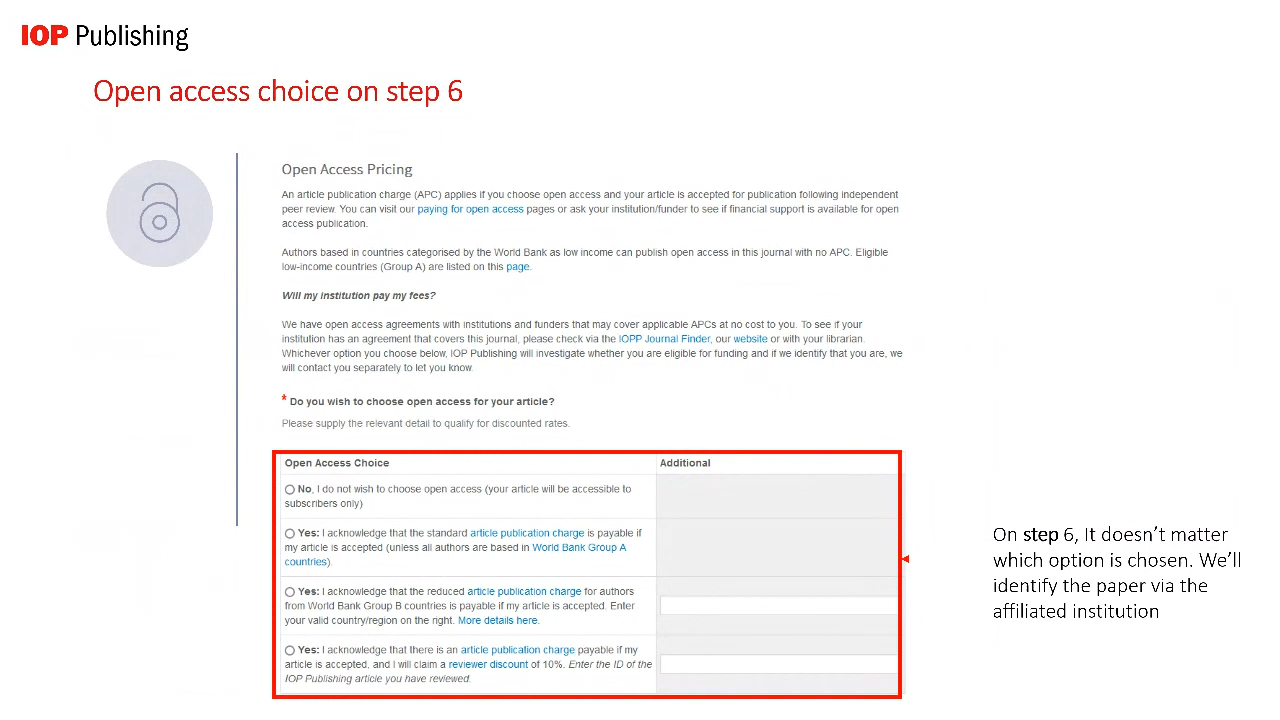 IOP Publishing
Open access choice on step 6
Open Access Pricing
An article publication charge (APC) applies if you choose open access and your article is accepted for publication following independent
peer review. You can visit our paying for open access pages or ask your institution/funder to see if financial support is available for open
access publication.
Authors based in countries categorised by the World Bank as low income can publish open access in this journal with no APC. Eligible
low-income countries (Group A) are listed on this page.
Will my institution pay my fees?
We have open access agreements with institutions and funders that may cover applicable APCs at no cost to you. To see if your
institution has an agreement that covers this journal, please check via the IOPP Journal Finder, our website or with your librarian.
Whichever option you choose below, IOP Publishing will investigate whether you are eligible for funding and if we identify that you are, we
will contact you separately to let you know.
* Do you wish to choose open access for your article?
Please supply the relevant detail to qualify for discounted rates.
Open Access Choice
Additional
No, I do not wish to choose open access (your article will be accessible to
subscribers only)
Yes: I acknowledge that the standard article publication charge is payable if
my article is accepted (unless all authors are based in World Bank Group A
countries).
Yes: I acknowledge that the reduced article publication charge for authors
from World Bank Group B countries is payable if my article is accepted. Enter
your valid country/region on the right. More details here.
Yes: I acknowledge that there is an article publication charge payable if my
article is accepted, and I will claim a reviewer discount of 10%. Enter the ID of the
IOP Publishing article you have reviewed.
On step 6, It doesn't matter
which option is chosen. We'll
identify the paper via the
affiliated institution